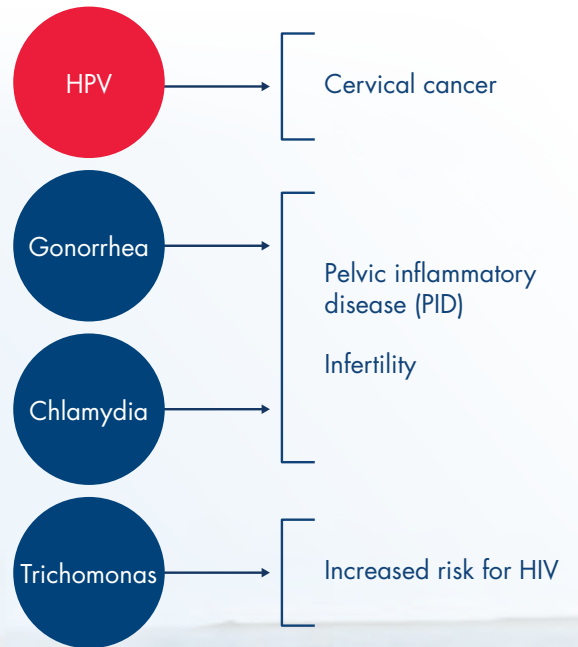 HPV
Cervical cancer
Gonorrhea
Chlamydia
Pelvic inflammatory
disease (PID)
Infertility
Trichomonas
Increased risk for HIV